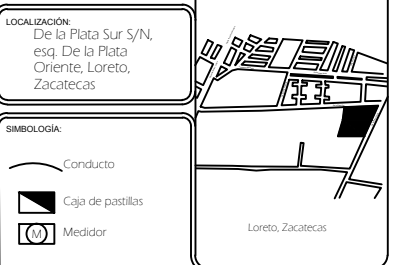 LOCALIZACIÓN:
De la Plata Sur S/N,
esq. De la Plata
Oriente, Loreto,
Zacatecas
SIMBOLOGÍA:
Conducto
Caja de pastillas
M
Medidor
Loreto, Zacatecas